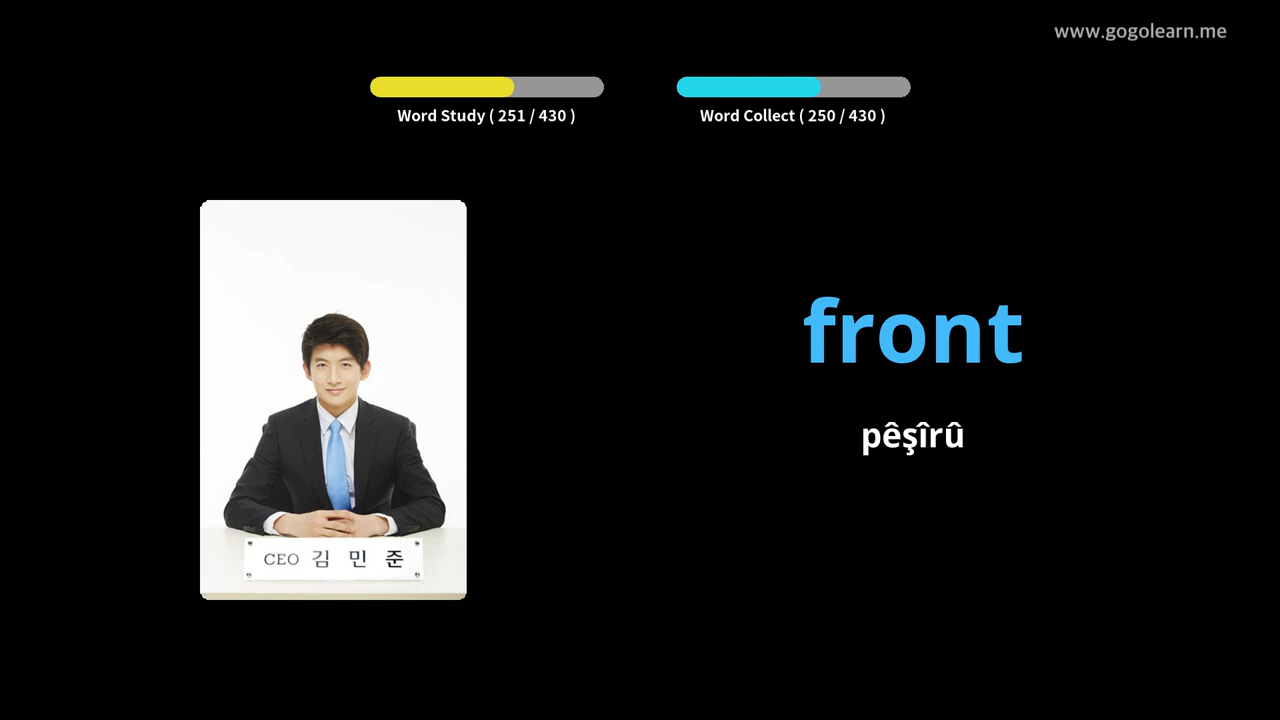 www.gogolearn.me
Word Study ( 251 / 430 )
Word Collect ( 250 / 430 )
front
pêşîrû
CEO 김 민 준